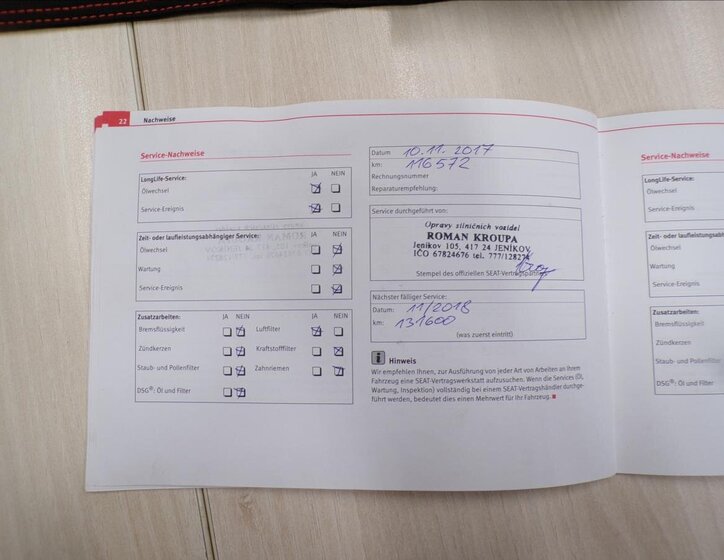 22 Nachweise
Service-Nachweise
JA NEIN
LongLife-Service:
Ölwechsel
Service-Ereignis
JA NEIN
Zeit- oder laufleistungsabhängiger Service:
Ölwechsel
Wartung
Service-Ereignis
Zusatzarbeiten: JA NEIN JA NEIN
Bremsflüssigkeit Luftfilter
Zündkerzen Kraftstofffilter
Staub- und Pollenfilter Zahnriemen
DSG®: Öl und Filter
Datum 10.11.2017
km: 116572
Rechnungsnummer
Reparaturempfehlung:
Service durchgeführt von:
Opravy silničních vozidel
ROMAN KROUPA
Jeníkov 105, 417 24 JENÍKOV
IČO 67824676 tel. 777/128274
Stempel des offiziellen SEAT-Vertragspartners
Nächster fälliger Service:
Datum: 11/2018
km: 131600
(was zuerst eintritt)
Hinweis
Wir empfehlen Ihnen, zur Ausführung von jeder Art von Arbeiten an Ihrem
Fahrzeug eine SEAT-Vertragswerkstatt aufzusuchen. Wenn die Services (Öl,
Wartung, Inspektion) vollständig bei einem SEAT-Vertragshändler durchge-
führt werden, bedeutet dies einen Mehrwert für Ihr Fahrzeug.
Service-Nachweise
LongLife-Service:
Ölwechsel
Service-Ereignis
Zeit- oder laufleistungs
Ölwechsel
Wartung
Service-Ereignis
Zusatzarbeiten:
Bremsflüssigkeit
Zündkerzen
Staub- und Pollenfilter
DSG®: Öl und Filter